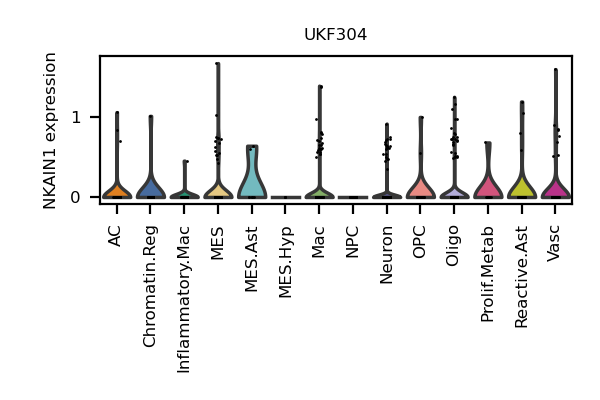 UKF304
NKAIN1 expression
1
0
AC
Chromatin.Reg
Inflammatory.Mac
MES
MES.Ast
MES.Hyp
Mac
NPC
Neuron
OPC
Oligo
Prolif.Metab
Reactive.Ast
Vasc